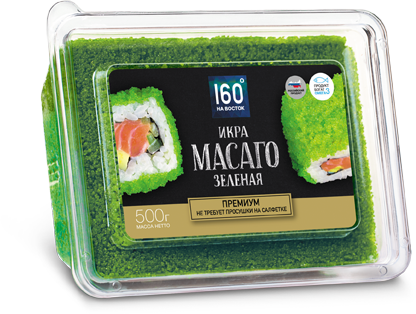 160°
НА ВОСТОК
ИКРА
МАСАГО
ЗЕЛЕНАЯ
ПРЕМИУМ
НЕ ТРЕБУЕТ ПРОСУШКИ НА САЛФЕТКЕ
500г
МАССА НЕТТО